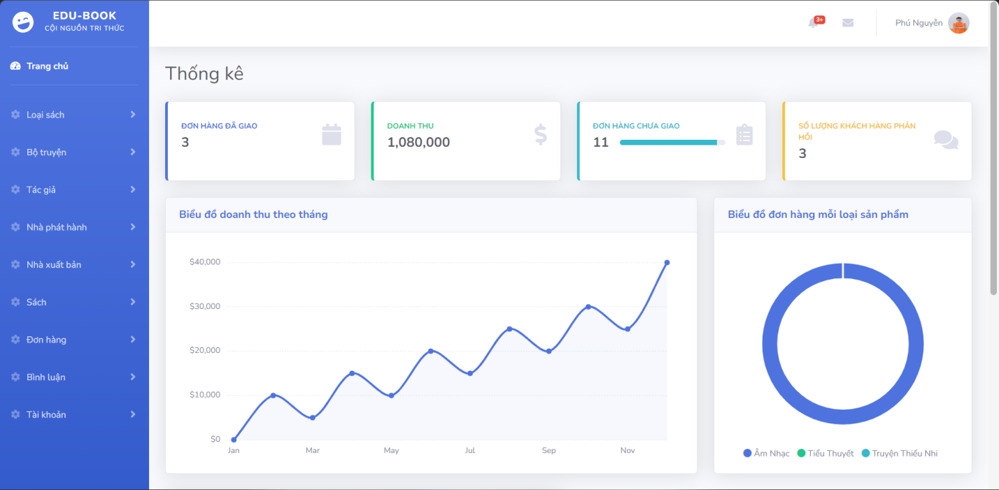 EDU-BOOK
CỘI NGUỒN TRI THỨC
Trang chủ
Loại sách
Bộ truyện
Tác giả
Nhà phát hành
Nhà xuất bản
Sách
Đơn hàng
Bình luận
Tài khoản
3+
Phú Nguyễn
Thống kê
ĐƠN HÀNG ĐÃ GIAO
3
DOANH THU
1,080,000
ĐƠN HÀNG CHƯA GIAO
11
SỐ LƯỢNG KHÁCH HÀNG PHẢN
HỒI
3
Biểu đồ doanh thu theo tháng
$40,000
$30,000
$20,000
$10,000
$0
Jan
Mar
May
Jul
Sep
Nov
Biểu đồ đơn hàng mỗi loại sản phẩm
Âm Nhạc
Tiểu Thuyết
Truyện Thiếu Nhi